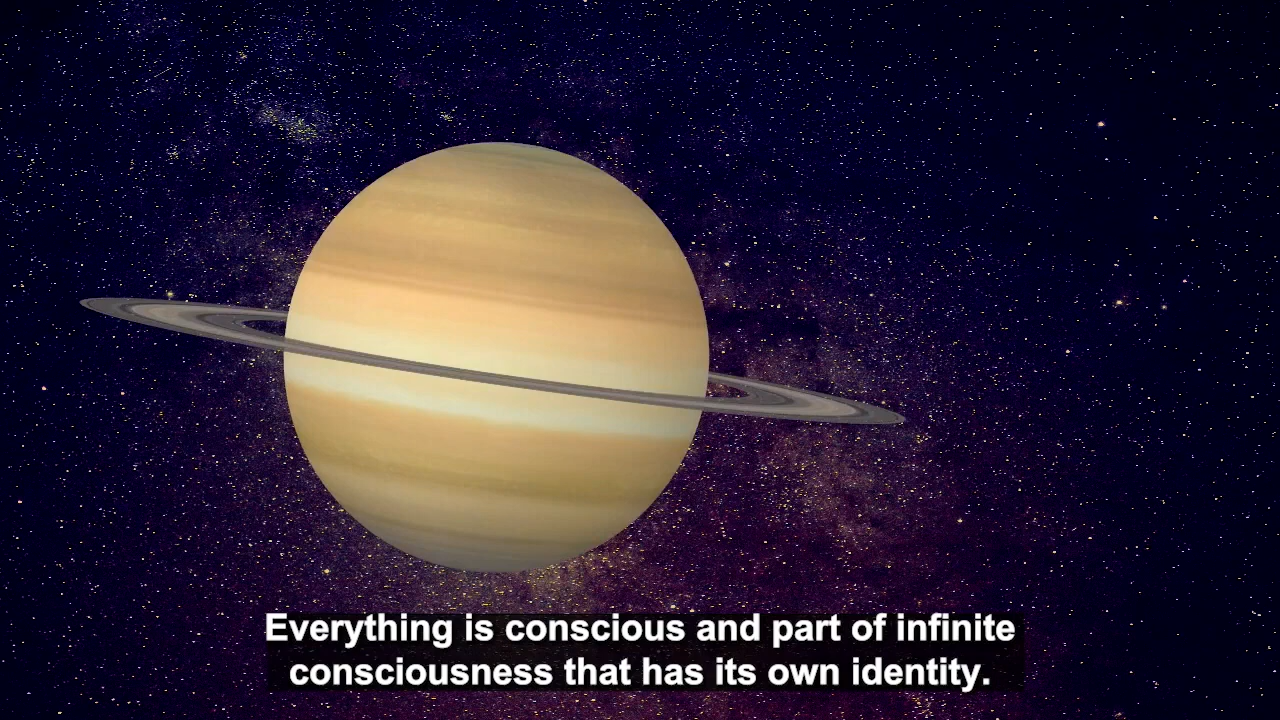 Everything is conscious and part of infinite
consciousness that has its own identity.